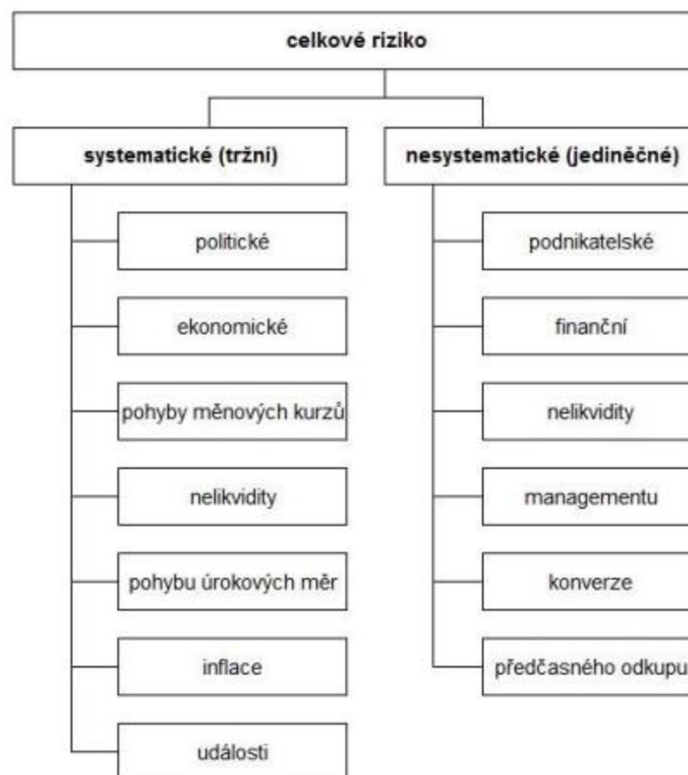 celkové riziko
systematické (tržní)
nesystematické (jediněčné)
politické
ekonomické
pohyby měnových kurzů
nelikvidity
pohybu úrokových měr
inflace
události
podnikatelské
finanční
nelikvidity
managementu
konverze
předčasného odkupu